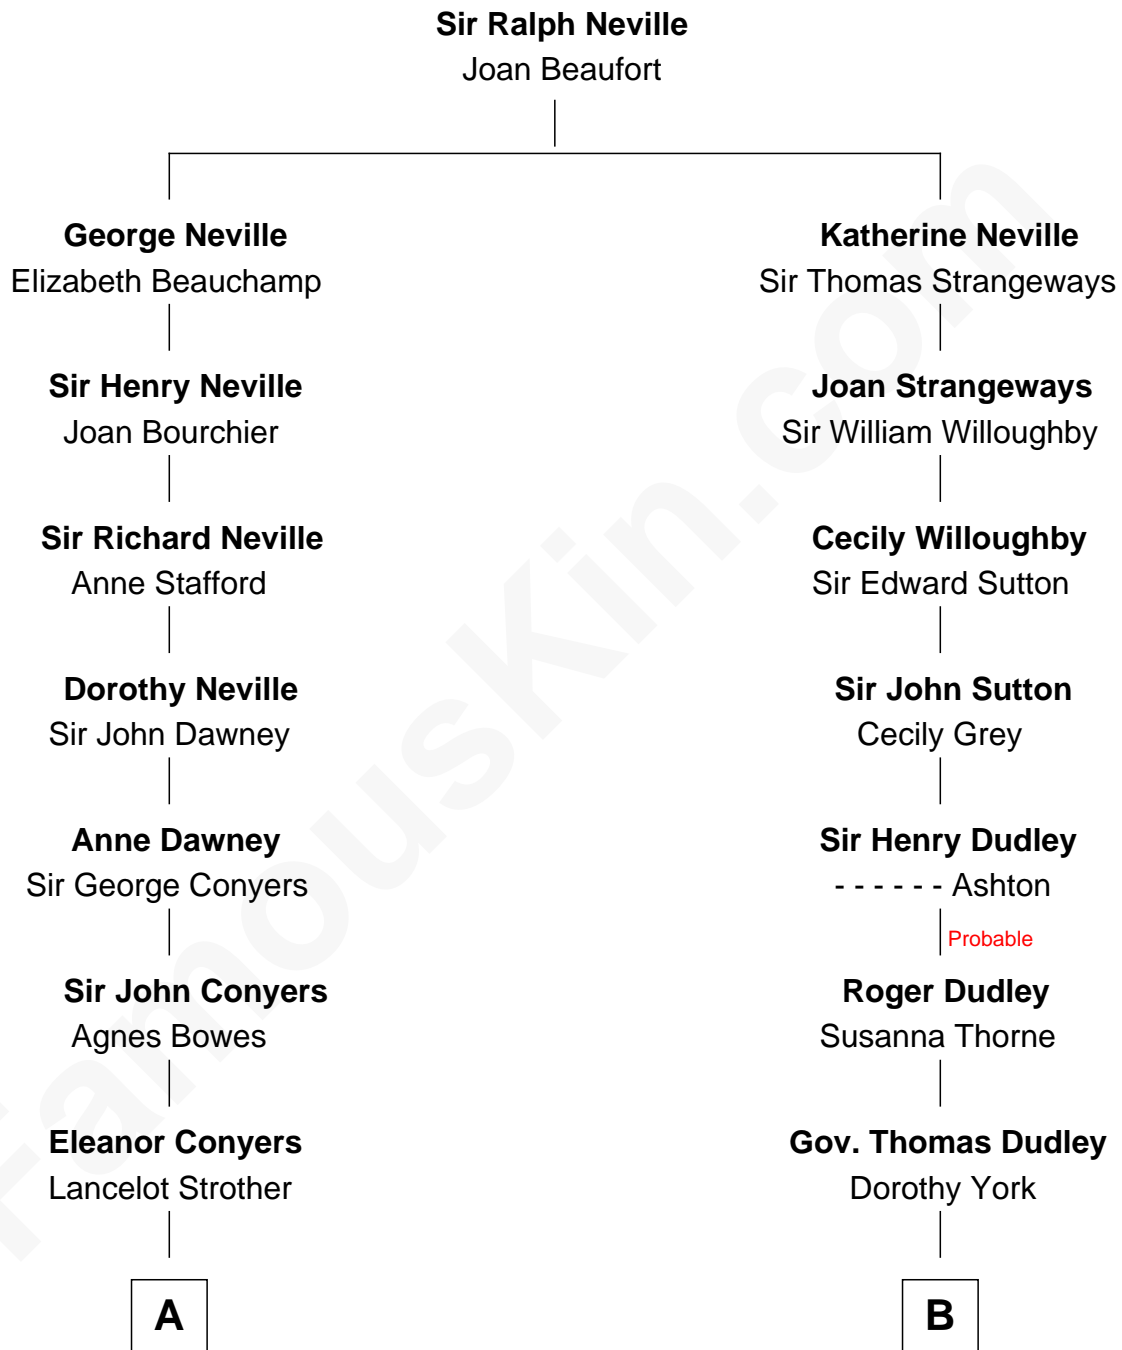 Sir Ralph Neville
Joan Beaufort
George Neville
Elizabeth Beauchamp
Katherine Neville
Sir Thomas Strangeways
Sir Henry Neville
Joan Bourchier
Joan Strangeways
Sir William Willoughby
Sir Richard Neville
Anne Stafford
Cecily Willoughby
Sir Edward Sutton
Dorothy Neville
Sir John Dawney
Sir John Sutton
Cecily Grey
Anne Dawney
Sir George Conyers
Sir Henry Dudley
- - - - - - Ashton
Probable
Sir John Conyers
Agnes Bowes
Roger Dudley
Susanna Thorne
Eleanor Conyers
Lancelot Strother
Gov. Thomas Dudley
Dorothy York
A
B
FamousKin.com